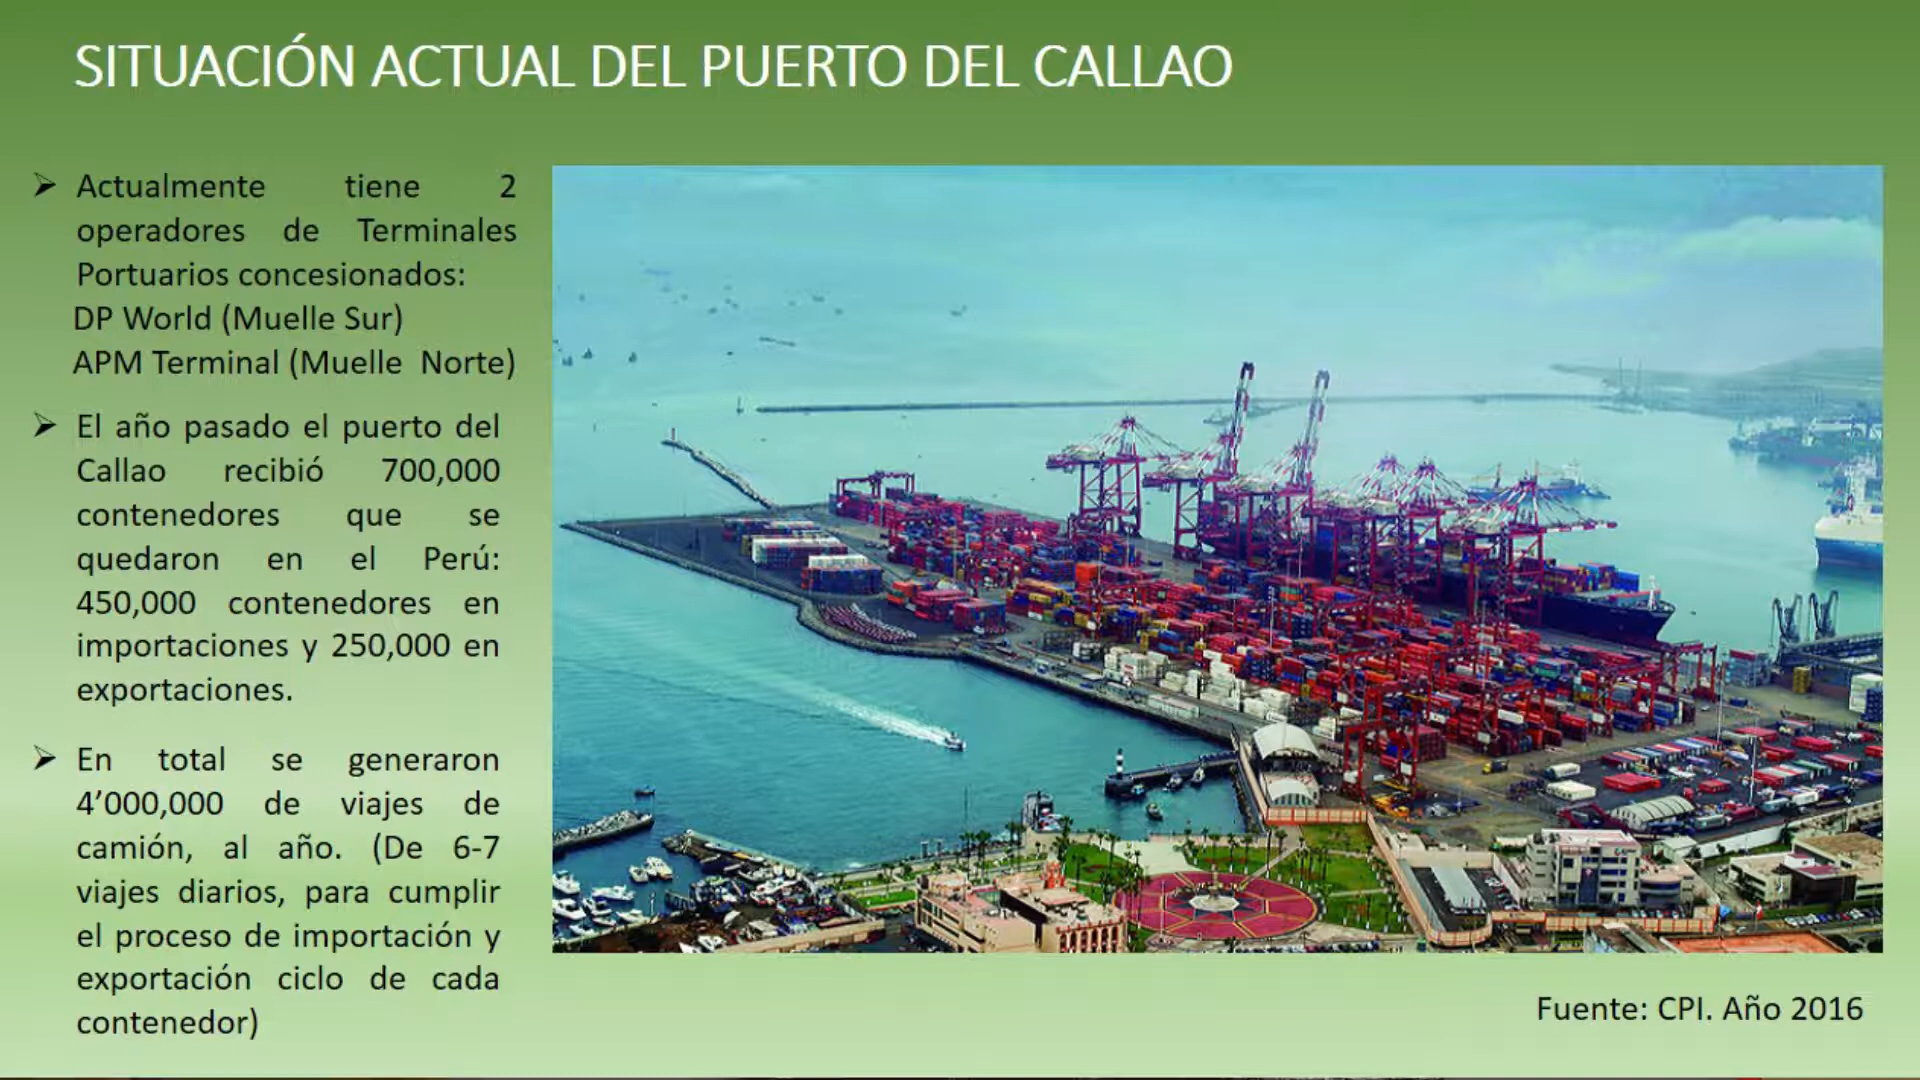 SITUACIÓN ACTUAL DEL PUERTO DEL CALLAO
➢ Actualmente tiene 2
operadores de Terminales
Portuarios concesionados:
DP World (Muelle Sur)
APM Terminal (Muelle Norte)
➢ El año pasado el puerto del
Callao recibió 700,000
contenedores que se
quedaron en el Perú:
450,000 contenedores en
importaciones y 250,000 en
exportaciones.
➢ En total se generaron
4’000,000 de viajes de
camión, al año. (De 6-7
viajes diarios, para cumplir
el proceso de importación y
exportación ciclo de cada
contenedor)
Fuente: CPI. Año 2016